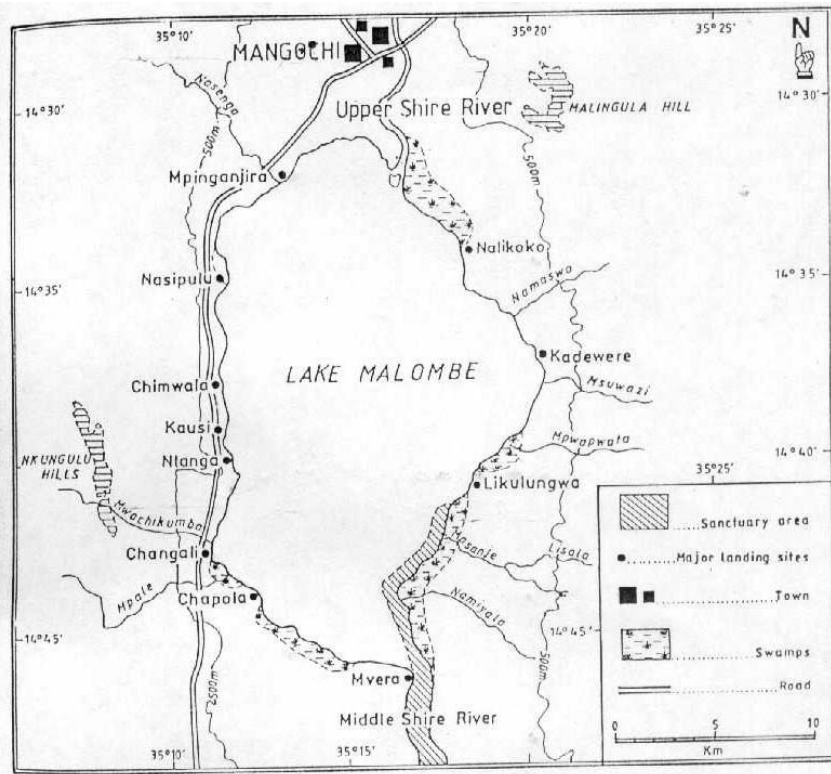 35°10'
35°20'
35°25'
N
MANGOCHI
14°30'
Nasenga
Upper Shire River
MALINGULA HILL
14°30'
500m
500m
Mpinganjira
Nalikoko
Nasipulu
14°35'
Namaswa
14°35'
Kadewere
LAKE MALOMBE
Chimwala
Msuwazi
Kausi
Mpwapwata
14°40'
NKUNGULU
HILLS
Ntanga
35°25'
Likulungwa
Mwachikumba
Sanctuary area
Changali
Masanje
Lisala
Major landing sites
Mpale
Chapola
Namiyala
Town
14°45'
14°45'
Swamps
500m
500m
Mvera
Road
Middle Shire River
0 5 10
Km
35°10'
35°15'